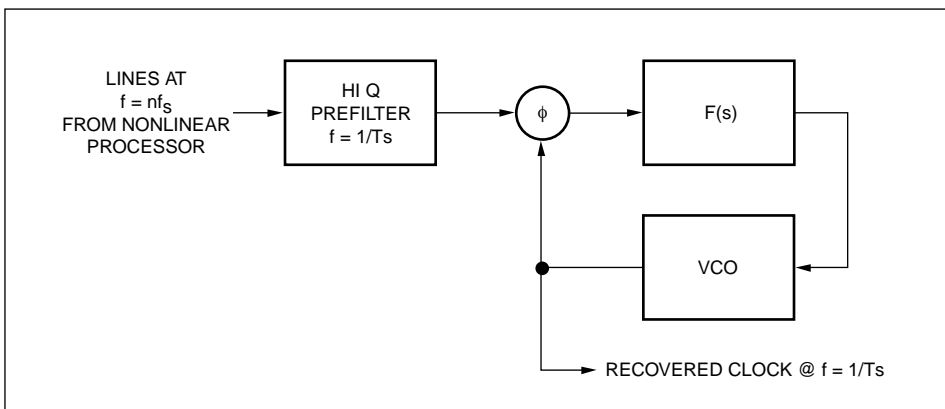 LINES AT
f = nfs
FROM NONLINEAR
PROCESSOR
HI Q
PREFILTER
f = 1/Ts
ϕ
F(s)
VCO
RECOVERED CLOCK @ f = 1/Ts